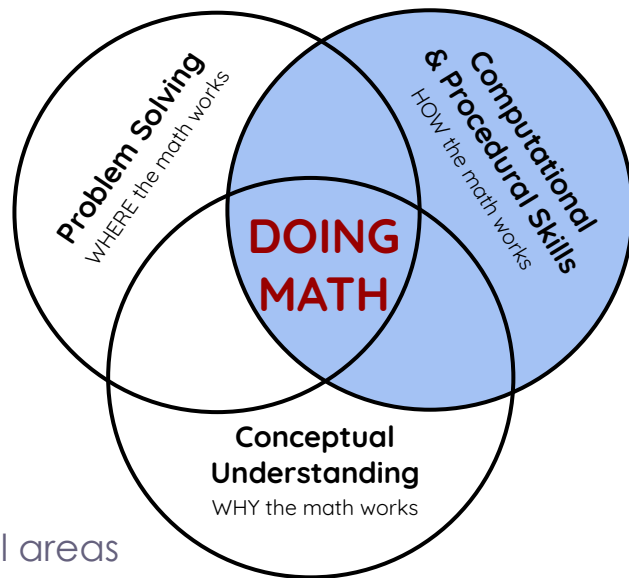 Problem Solving
WHERE the math works
Computational
& Procedural Skills
HOW the math works
DOING
MATH
Conceptual
Understanding
WHY the math works
l areas